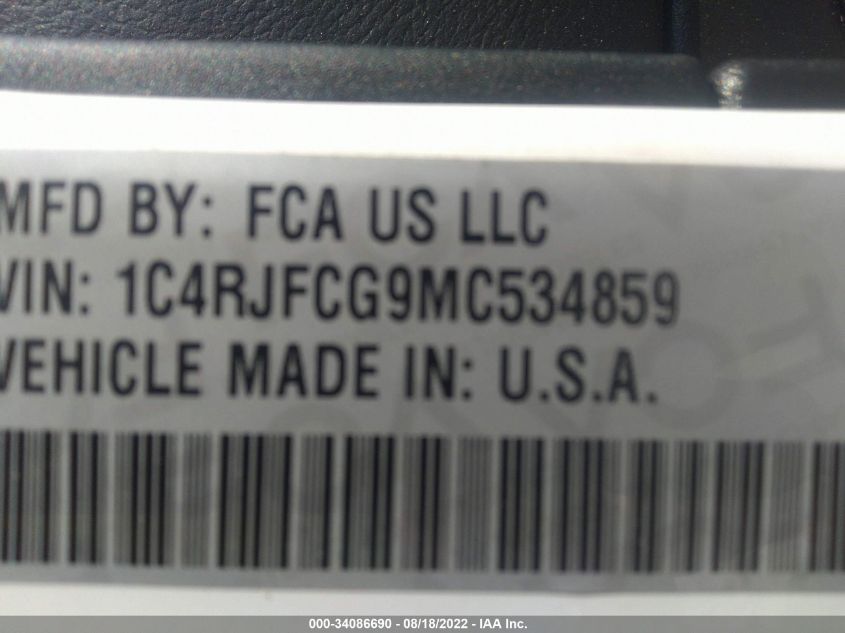 MFD BY: FCA US LLC
VIN: 1C4RJFCG9MC534859
VEHICLE MADE IN: U.S.A.
000-34086690 - 08/18/2022 - IAA Inc.